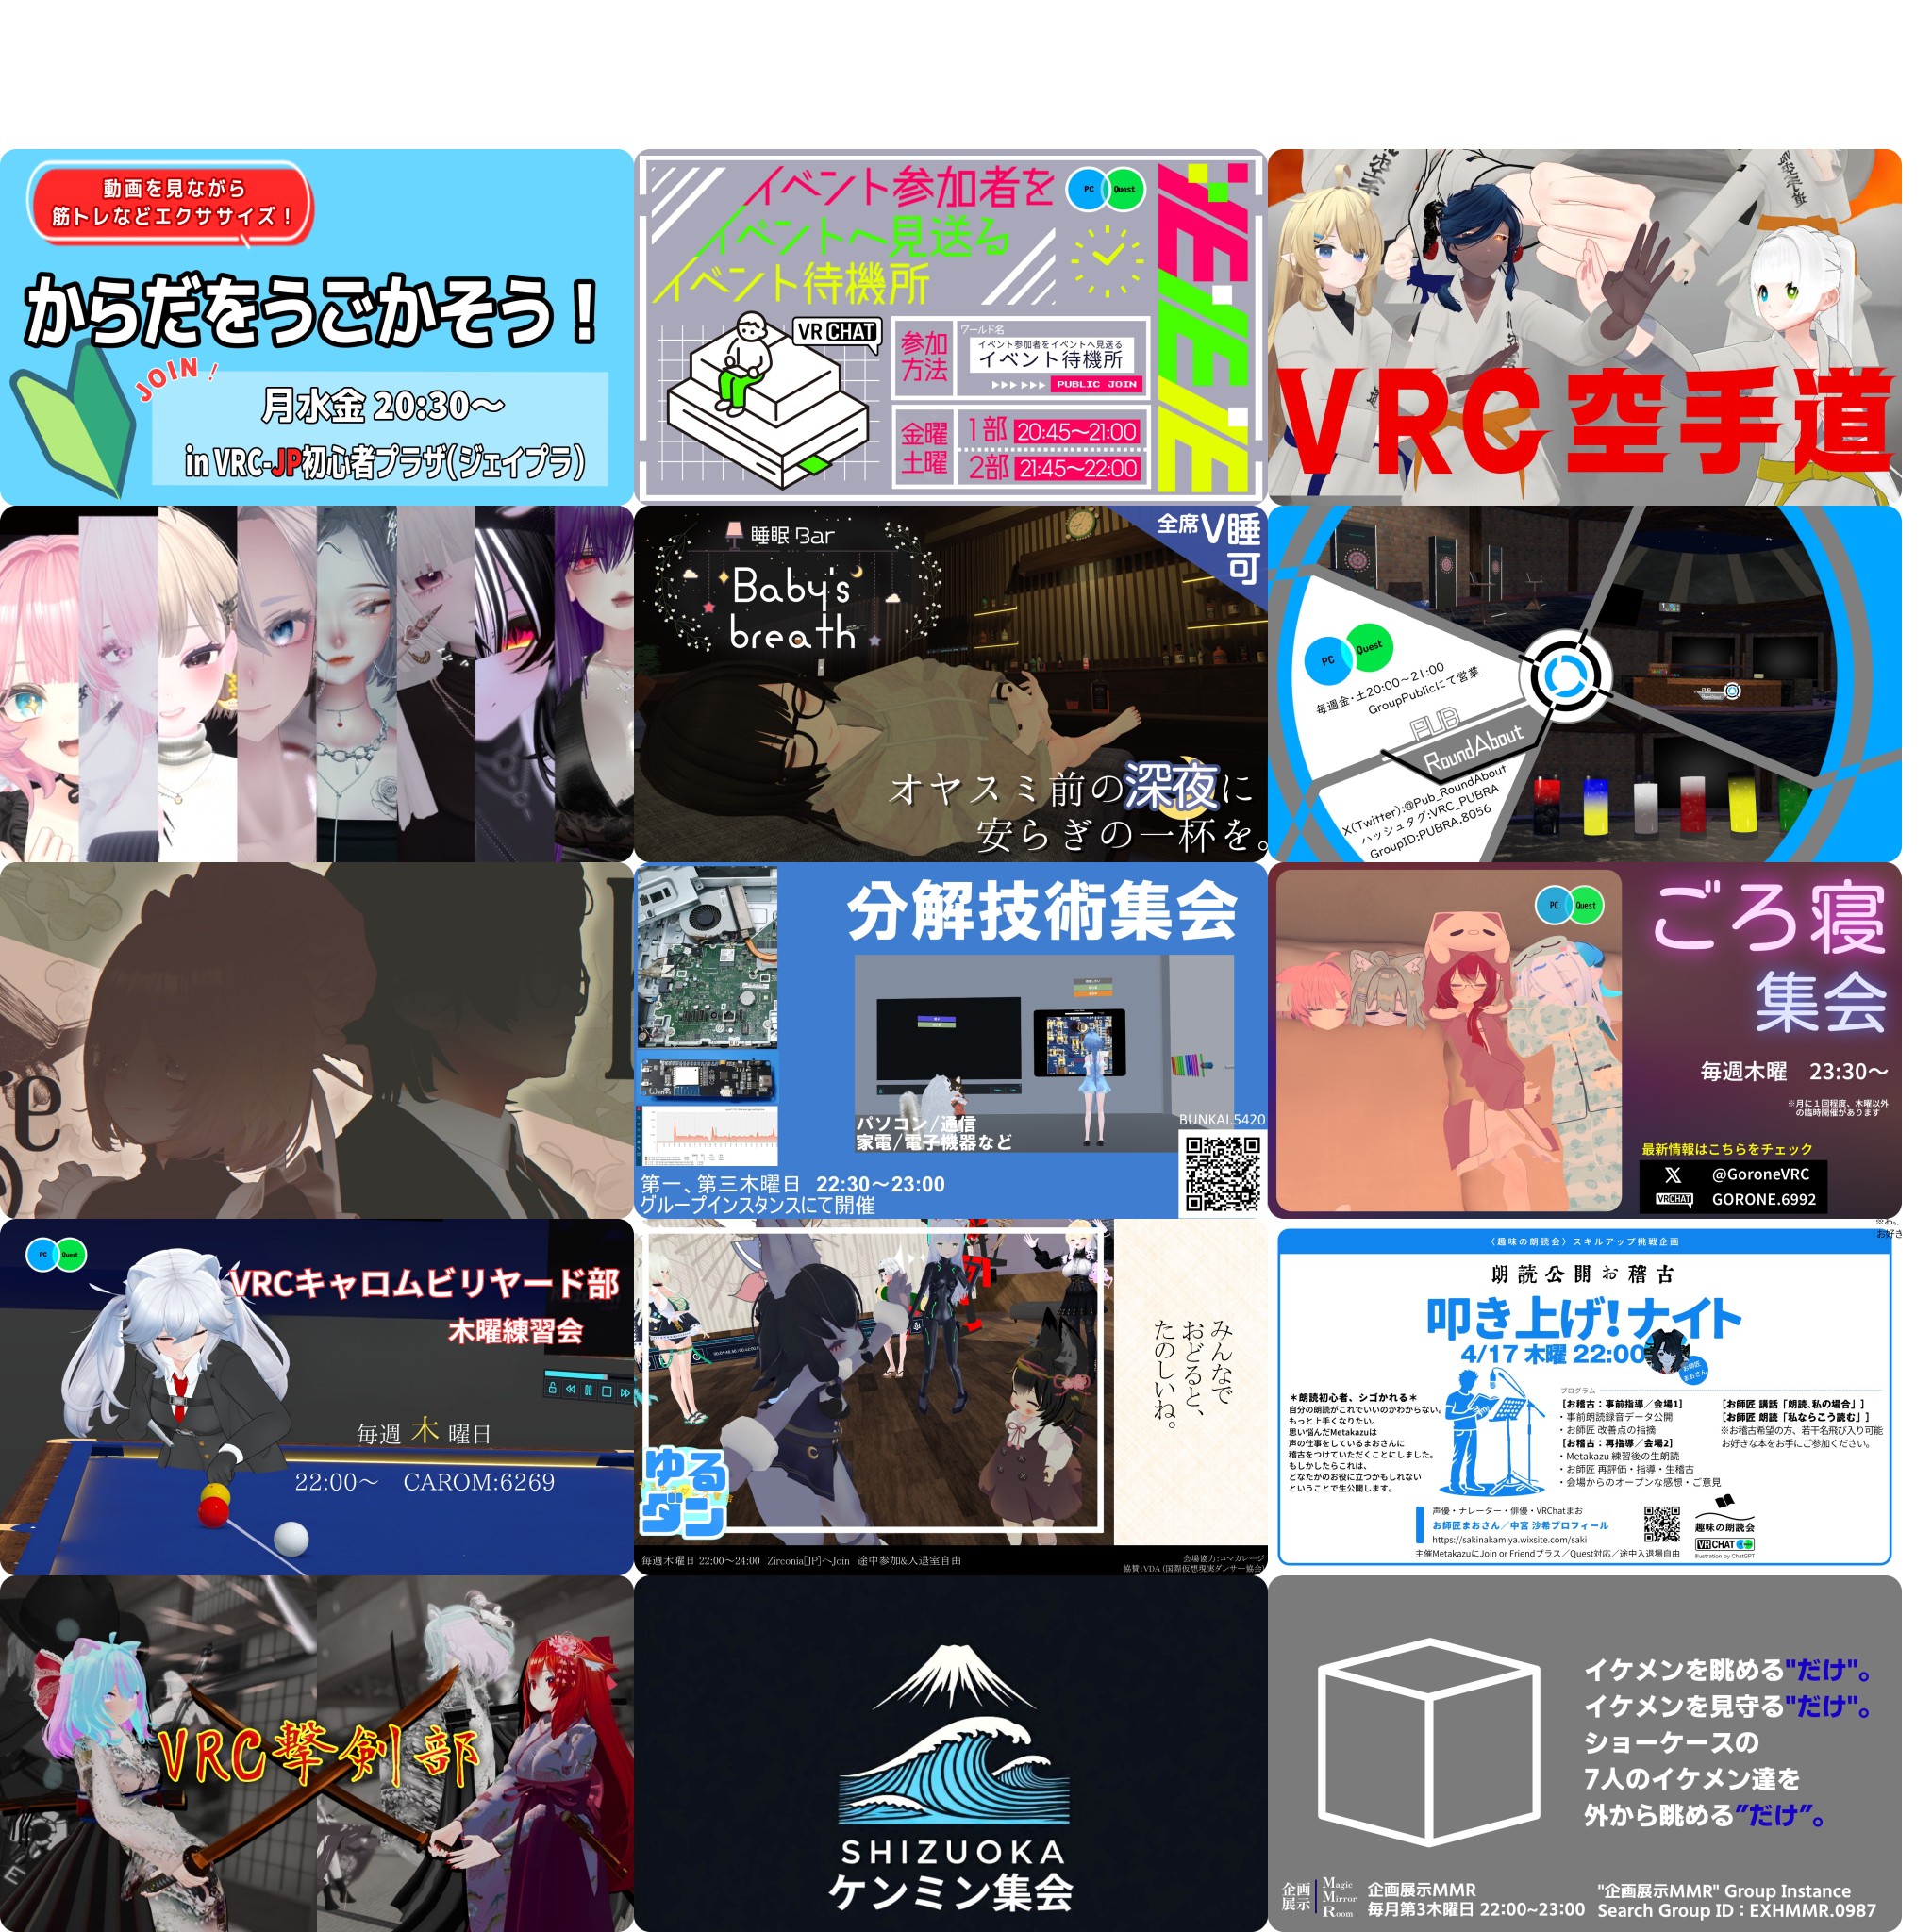 動画を見ながら
筋トレなどエクササイズ！
からだをうごかそう！
JOIN！
月水金 20:30～
in VRC-JP初心者プラザ(ジェイプラ)
イベント参加者を
イベントへ見送る
イベント待機所
PC Quest
VRCHAT
参加
方法
ワールド名
イベント参加者をイベントへ見送る
イベント待機所
PUBLIC JOIN
金曜
土曜
1部 20:45～21:00
2部 21:45～22:00
VRC空手道
睡眠Bar
Baby's
breath
全席V睡
可
オヤスミ前の深夜に
安らぎの一杯を。
PC Quest
毎週金・土20:00～21:00
GroupPublicにて営業
PUB
RoundAbout
X(Twitter):@Pub_RoundAbout
ハッシュタグ:VRC_PUBRA
GroupID:PUBRA.8056
分解技術集会
パソコン/通信
家電/電子機器など
BUNKAI.5420
第一、第三木曜日 22:30～23:00
グループインスタンスにて開催
PC Quest
ごろ寝
集会
毎週木曜 23:30～
※月に１回程度、木曜以外
の臨時開催があります
最新情報はこちらをチェック
X @GoroneVRC
VRCHAT GORONE.6992
PC Quest
VRCキャロムビリヤード部
木曜練習会
毎週 木 曜日
22:00～ CAROM:6269
みんなで
おどると、
たのしいね。
ゆる
ダン
毎週木曜日 22:00～24:00 Zirconia[JP]へJoin 途中参加&入退室自由
会場協力:コマガレージ
協賛:VDA (国際仮想現実ダンサー協会)
〈趣味の朗読会〉スキルアップ挑戦企画
朗読公開お稽古
叩き上げ！ナイト
4/17 木曜 22:00
お師匠
まおさん
＊朗読初心者、シゴかれる＊
自分の朗読がこれでいいのかわからない。
もっと上手くなりたい。
思い悩んだMetakazuは
声の仕事をしているまおさんに
稽古をつけていただくことにしました。
もしかしたらこれは、
どなたかのお役に立つかもしれない
ということで生公開します。
プログラム
［お稽古：事前指導／会場1］
・事前朗読録音データ公開
・お師匠 改善点の指摘
［お稽古：再指導／会場2］
・Metakazu 練習後の生朗読
・お師匠 再評価・指導・生稽古
・会場からのオープンな感想・ご意見
［お師匠 講話「朗読、私の場合」］
［お師匠 朗読「私ならこう読む」］
※お稽古希望の方、若干名飛び入り可能
お好きな本をお手にご参加ください。
声優・ナレーター・俳優・VRChatまお
お師匠まおさん／中宮 沙希プロフィール
https://sakinakamiya.wixsite.com/saki
主催MetakazuにJoin or Friendプラス／Quest対応／途中入退場自由
趣味の朗読会
VRCHAT
Illustration by ChatGPT
VRC撃剣部
SHIZUOKA
ケンミン集会
イケメンを眺める"だけ"。
イケメンを見守る"だけ"。
ショーケースの
7人のイケメン達を
外から眺める"だけ"。
企画
展示
Magic
Mirror
Room
企画展示MMR
毎月第3木曜日 22:00~23:00
"企画展示MMR" Group Instance
Search Group ID：EXHMMR.0987